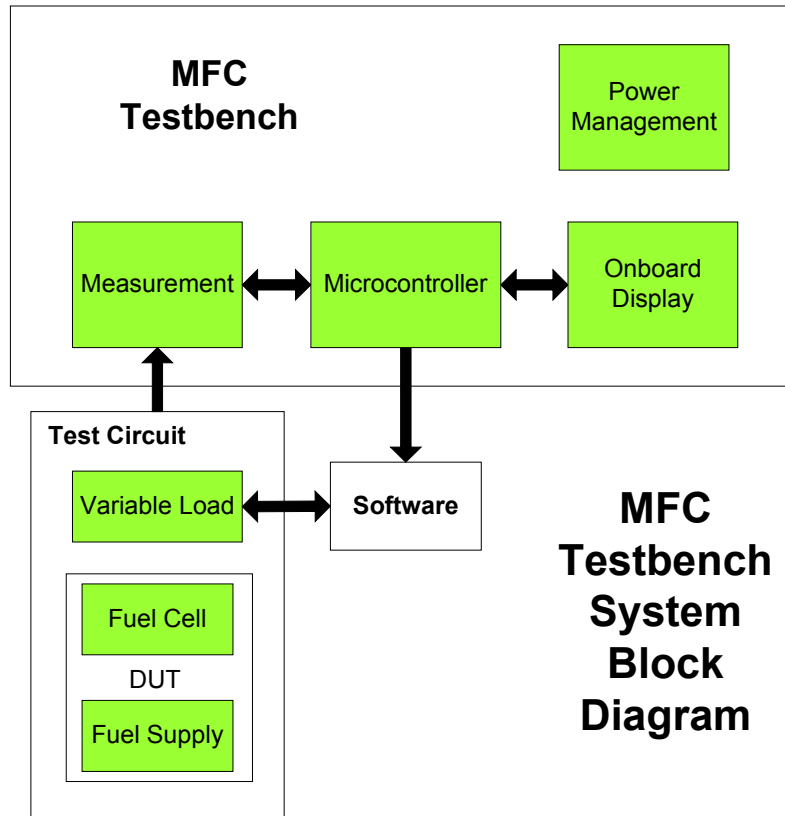 MFC
Testbench
Power
Management
Measurement
Microcontroller
Onboard
Display
Test Circuit
Variable Load
Software
Fuel Cell
DUT
Fuel Supply
MFC
Testbench
System
Block
Diagram